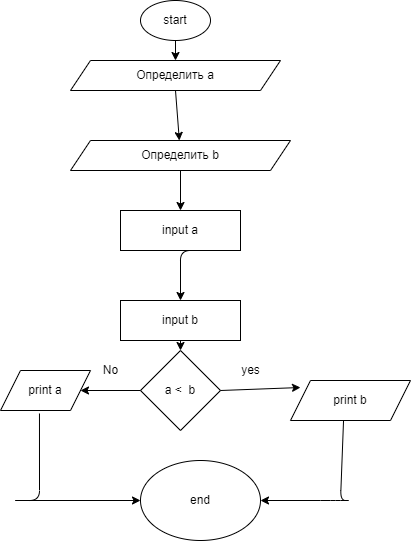 start
Определить a
Определить b
input a
input b
No
a < b
yes
print a
print b
end